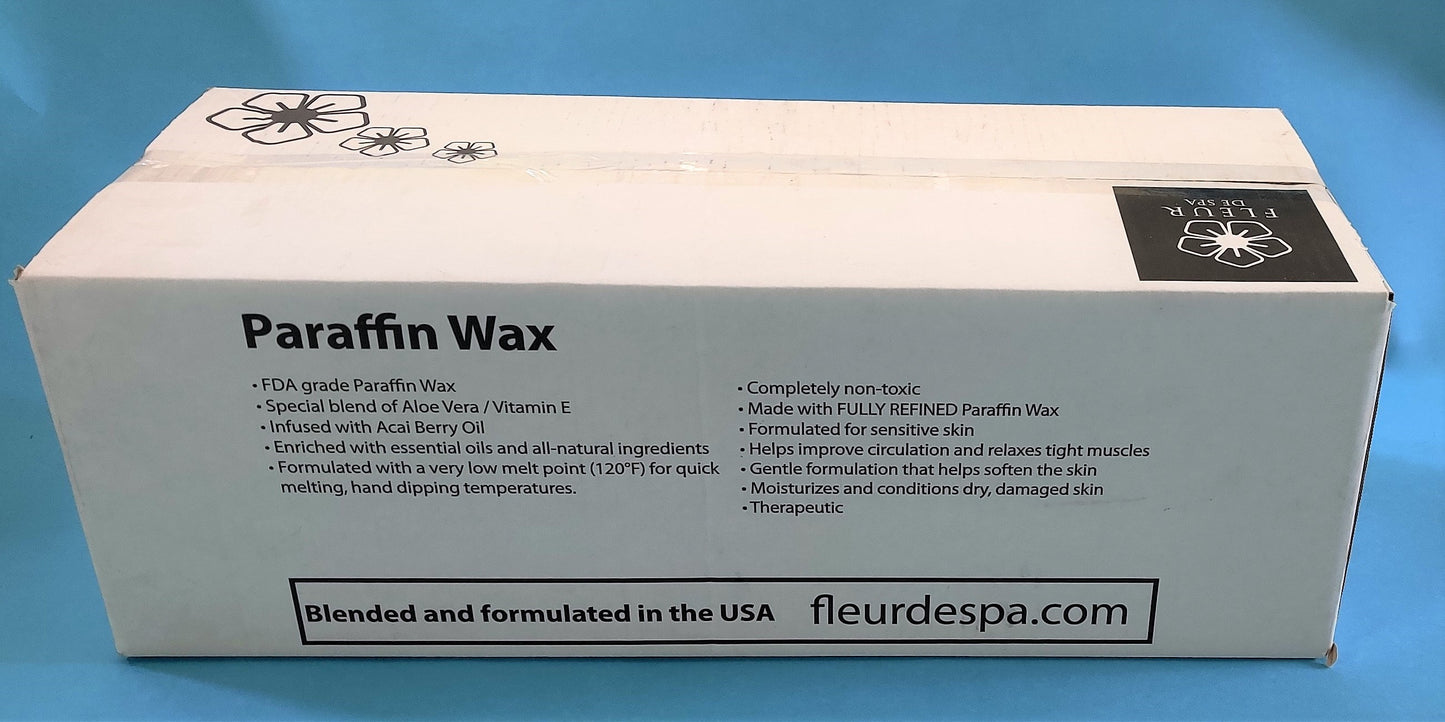 FLEUR
DE SPA
Paraffin Wax
• FDA grade Paraffin Wax
• Special blend of Aloe Vera / Vitamin E
• Infused with Acai Berry Oil
• Enriched with essential oils and all-natural ingredients
• Formulated with a very low melt point (120°F) for quick
melting, hand dipping temperatures.
• Completely non-toxic
• Made with FULLY REFINED Paraffin Wax
• Formulated for sensitive skin
• Helps improve circulation and relaxes tight muscles
• Gentle formulation that helps soften the skin
• Moisturizes and conditions dry, damaged skin
• Therapeutic
Blended and formulated in the USA fleurdespa.com